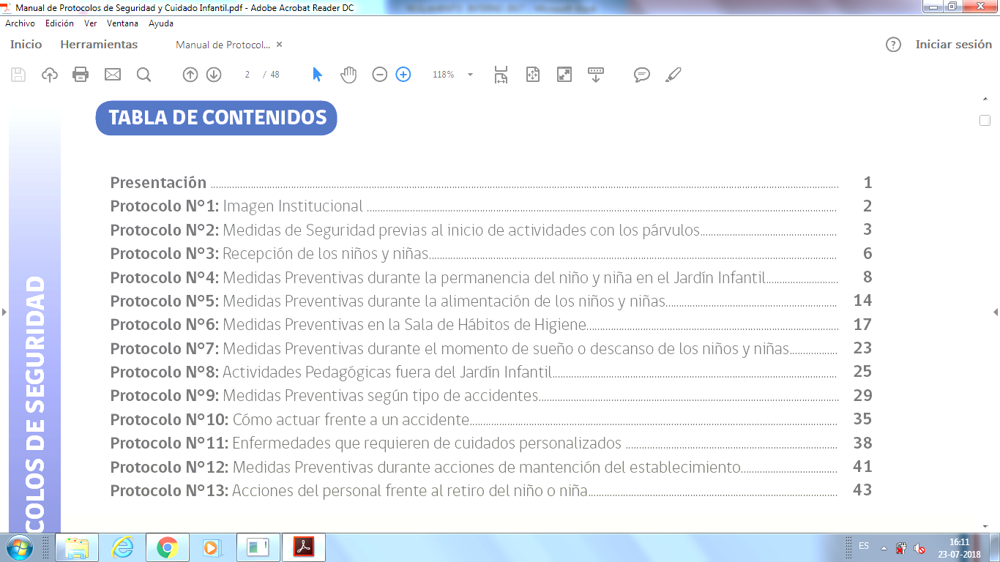 Manual de Protocolos de Seguridad y Cuidado Infantil.pdf - Adobe Acrobat Reader DC
Archivo Edición Ver Ventana Ayuda
Inicio Herramientas Manual de Protocol... × ? Iniciar sesión
2 / 48 118%
TABLA DE CONTENIDOS
Presentación 1
Protocolo N°1: Imagen Institucional 2
Protocolo N°2: Medidas de Seguridad previas al inicio de actividades con los párvulos 3
Protocolo N°3: Recepción de los niños y niñas 6
Protocolo N°4: Medidas Preventivas durante la permanencia del niño y niña en el Jardín Infantil 8
Protocolo N°5: Medidas Preventivas durante la alimentación de los niños y niñas 14
Protocolo N°6: Medidas Preventivas en la Sala de Hábitos de Higiene 17
Protocolo N°7: Medidas Preventivas durante el momento de sueño o descanso de los niños y niñas 23
Protocolo N°8: Actividades Pedagógicas fuera del Jardín Infantil 25
Protocolo N°9: Medidas Preventivas según tipo de accidentes 29
Protocolo N°10: Cómo actuar frente a un accidente 35
Protocolo N°11: Enfermedades que requieren de cuidados personalizados 38
Protocolo N°12: Medidas Preventivas durante acciones de mantención del establecimiento 41
Protocolo N°13: Acciones del personal frente al retiro del niño o niña 43
COLOS DE SEGURIDAD
ES
16:11
23-07-2018